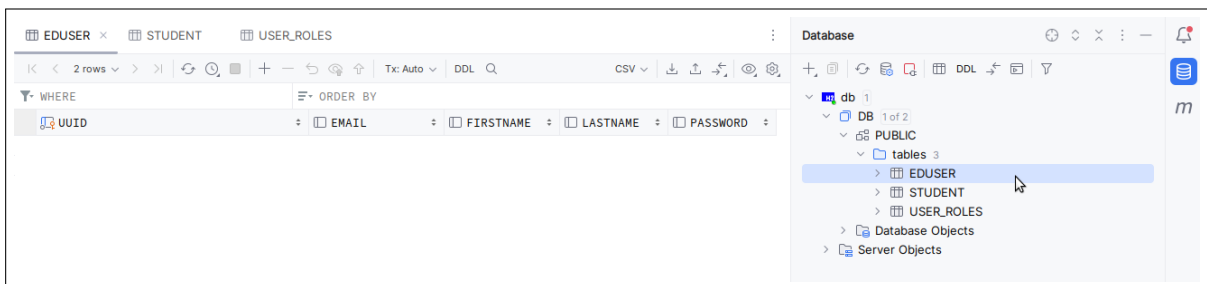 EDUSER STUDENT USER_ROLES
2 rows Tx: Auto DDL CSV
WHERE ORDER BY
UUID EMAIL FIRSTNAME LASTNAME PASSWORD
Database
DDL
db 1
DB 1 of 2
PUBLIC
tables 3
EDUSER
STUDENT
USER_ROLES
Database Objects
Server Objects
m